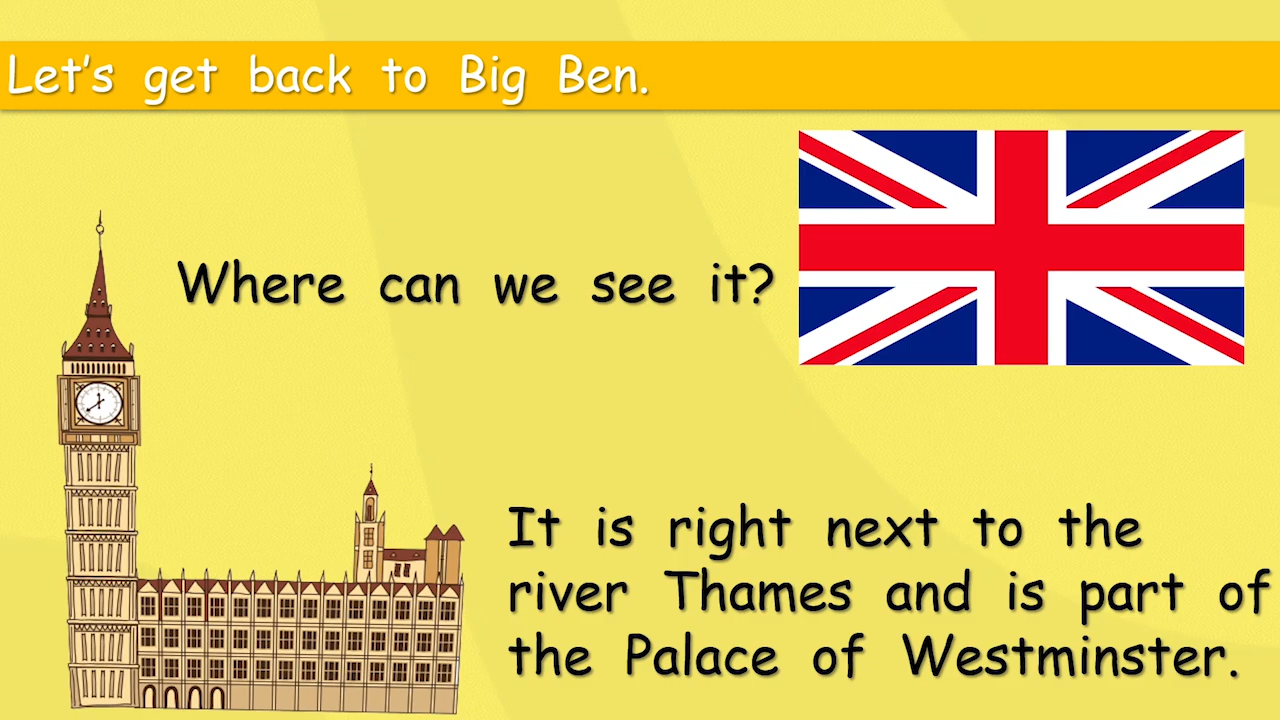 Let's get back to Big Ben.
Where can we see it?
It is right next to the
river Thames and is part of
the Palace of Westminster.